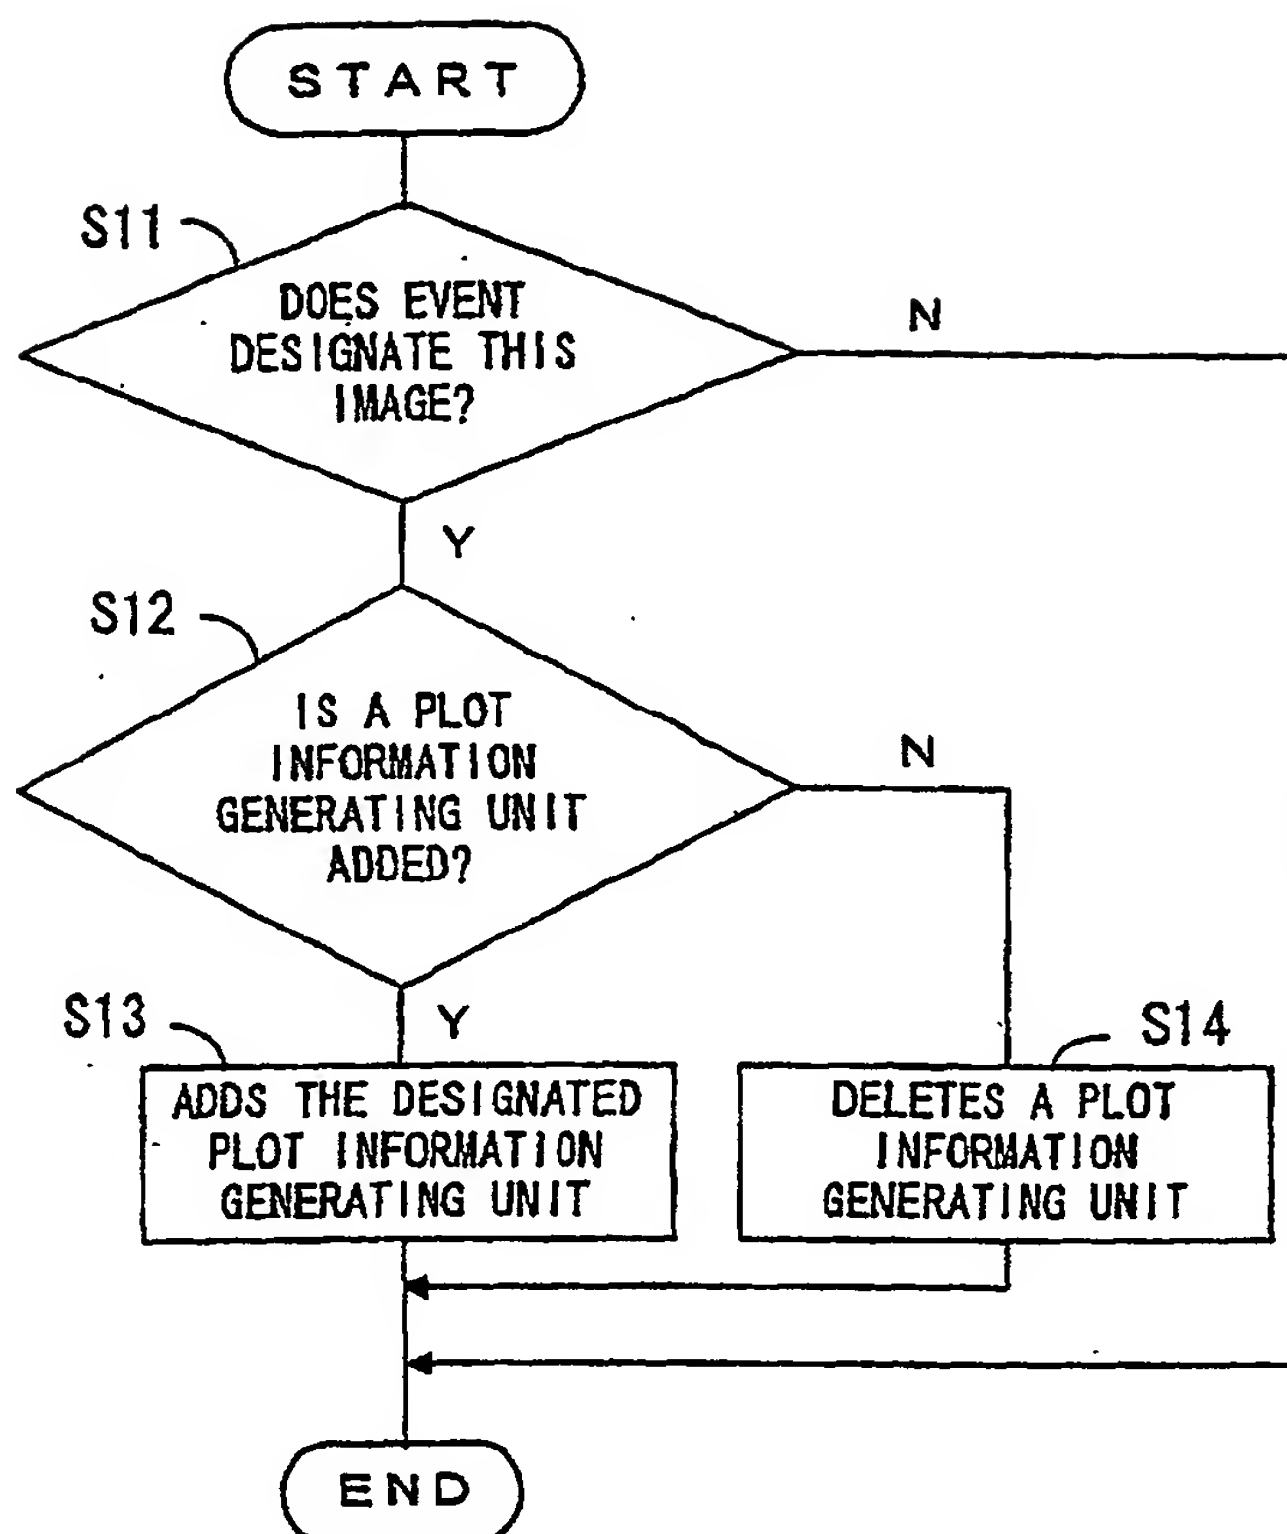 START
S11
DOES EVENT
DESIGNATE THIS
IMAGE?
N
Y
S12
IS A PLOT
INFORMATION
GENERATING UNIT
ADDED?
N
Y
S13
ADDS THE DESIGNATED
PLOT INFORMATION
GENERATING UNIT
S14
DELETES A PLOT
INFORMATION
GENERATING UNIT
END